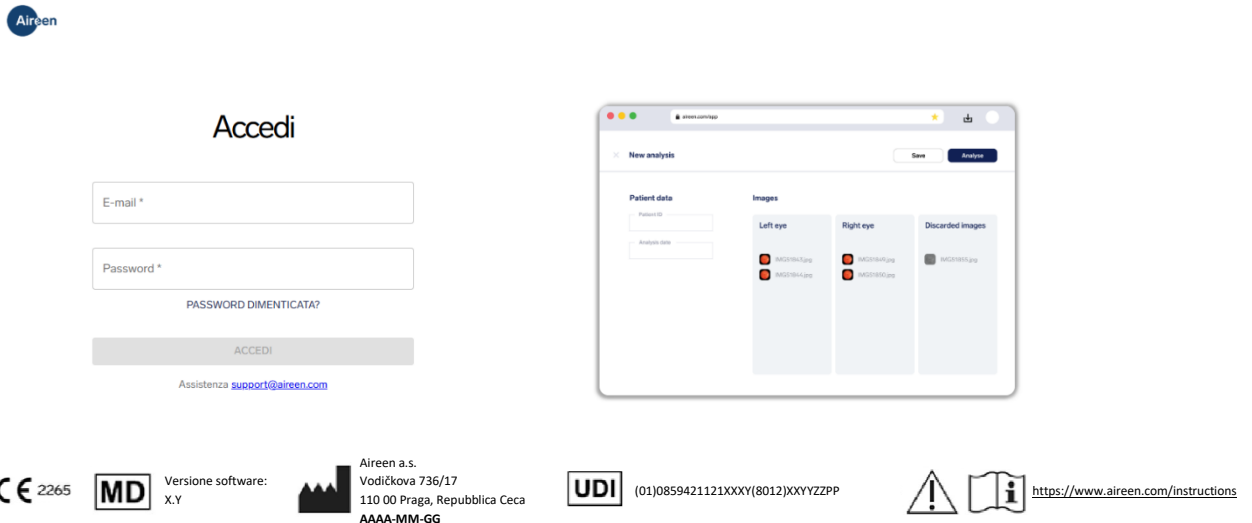 Aireen
Accedi
E-mail *
Password *
PASSWORD DIMENTICATA?
ACCEDI
Assistenza support@aireen.com
aireen.com/app
New analysis
Save
Analyse
Patient data
Patient ID
Analysis date
Images
Left eye
Right eye
Discarded images
CE 2265
MD
Versione software:
X.Y
Aireen a.s.
Vodičkova 736/17
110 00 Praga, Repubblica Ceca
AAAA-MM-GG
UDI
(01)0859421121XXXY(8012)XXYYZZPP
https://www.aireen.com/instructions